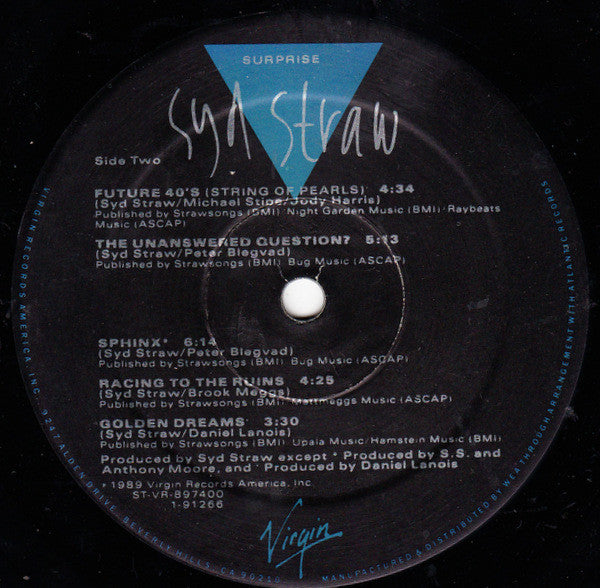 SURPRISE
syd straw
Side Two
FUTURE 40'S (STRING OF PEARLS)' 4:34
(Syd Straw/Michael Stipe/Jody Harris)
Published by Strawsongs (BMI)/Night Garden Music (BMI)/Raybeats
Music (ASCAP)
THE UNANSWERED QUESTION? 5:13
(Syd Straw/Peter Blegvad)
Published by Strawsongs (BMI), Bug Music (ASCAP)
SPHINX* 6:14
(Syd Straw/Peter Blegvad)
Published by Strawsongs (BMI), Bug Music (ASCAP)
RACING TO THE RUINS 4:25
(Syd Straw/Brook Meggs)
Published by Strawsongs (BMI), Mattmeggs Music (ASCAP)
'GOLDEN DREAMS' 3:30
(Syd Straw/Daniel Lanois)
Published by Strawsongs (BMI), Upala Music/Hamstein Music (BMI)
Produced by Syd Straw except * Produced by S.S. and
Anthony Moore, and ' Produced by Daniel Lanois
1989 Virgin Records America, Inc.
ST-VR-897400
1-91266
Virgin
VIRGIN RECORDS AMERICA, INC. 9247 ALDEN DRIVE, BEVERLY HILLS, CA 90210
MANUFACTURED & DISTRIBUTED BY WEA THROUGH ARRANGEMENT WITH ATLANTIC RECORDS